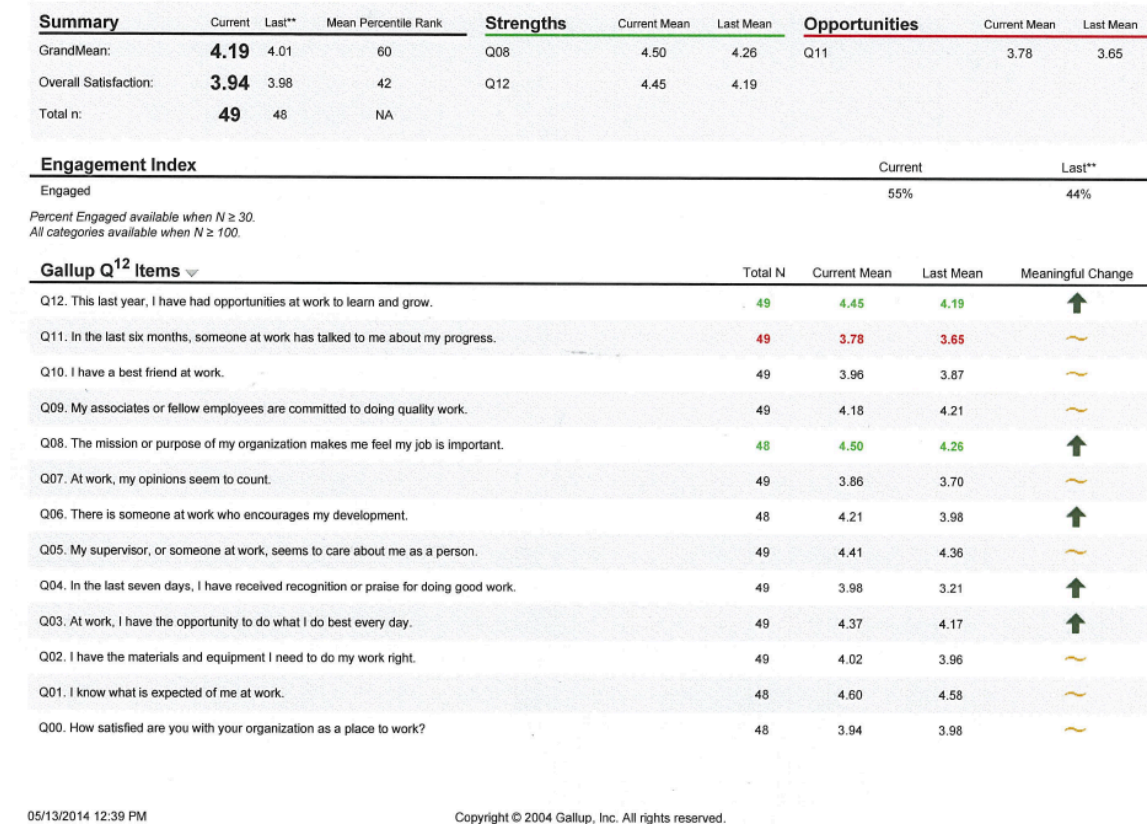 Summary Current Last** Mean Percentile Rank Strengths Current Mean Last Mean Opportunities Current Mean Last Mean
GrandMean: 4.19 4.01 60 Q08 4.50 4.26 Q11 3.78 3.65
Overall Satisfaction: 3.94 3.98 42 Q12 4.45 4.19
Total n: 49 48 NA
Engagement Index Current Last**
Engaged 55% 44%
Percent Engaged available when N ≥ 30.
All categories available when N ≥ 100.
Gallup Q12 Items Total N Current Mean Last Mean Meaningful Change
Q12. This last year, I have had opportunities at work to learn and grow. 49 4.45 4.19
Q11. In the last six months, someone at work has talked to me about my progress. 49 3.78 3.65
Q10. I have a best friend at work. 49 3.96 3.87
Q09. My associates or fellow employees are committed to doing quality work. 49 4.18 4.21
Q08. The mission or purpose of my organization makes me feel my job is important. 48 4.50 4.26
Q07. At work, my opinions seem to count. 49 3.86 3.70
Q06. There is someone at work who encourages my development. 48 4.21 3.98
Q05. My supervisor, or someone at work, seems to care about me as a person. 49 4.41 4.36
Q04. In the last seven days, I have received recognition or praise for doing good work. 49 3.98 3.21
Q03. At work, I have the opportunity to do what I do best every day. 49 4.37 4.17
Q02. I have the materials and equipment I need to do my work right. 49 4.02 3.96
Q01. I know what is expected of me at work. 48 4.60 4.58
Q00. How satisfied are you with your organization as a place to work? 48 3.94 3.98
05/13/2014 12:39 PM Copyright © 2004 Gallup, Inc. All rights reserved.